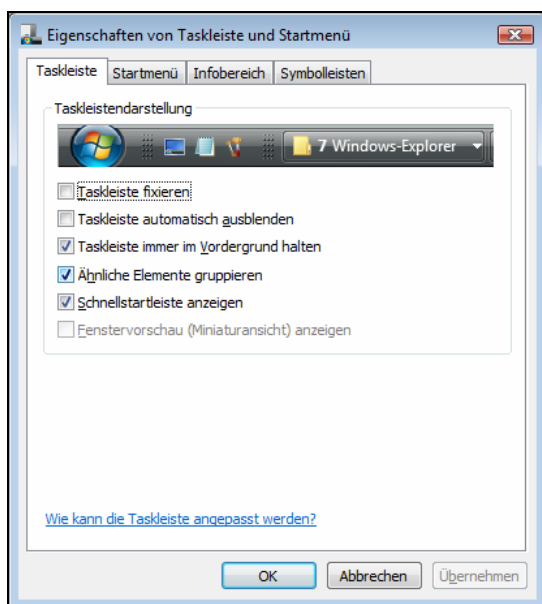 Eigenschaften von Taskleiste und Startmenü
Taskleiste Startmenü Infobereich Symbolleisten
Taskleistendarstellung
7 Windows-Explorer
Taskleiste fixieren
Taskleiste automatisch ausblenden
Taskleiste immer im Vordergrund halten
Ähnliche Elemente gruppieren
Schnellstartleiste anzeigen
Fenstervorschau (Miniaturansicht) anzeigen
Wie kann die Taskleiste angepasst werden?
OK Abbrechen Übernehmen